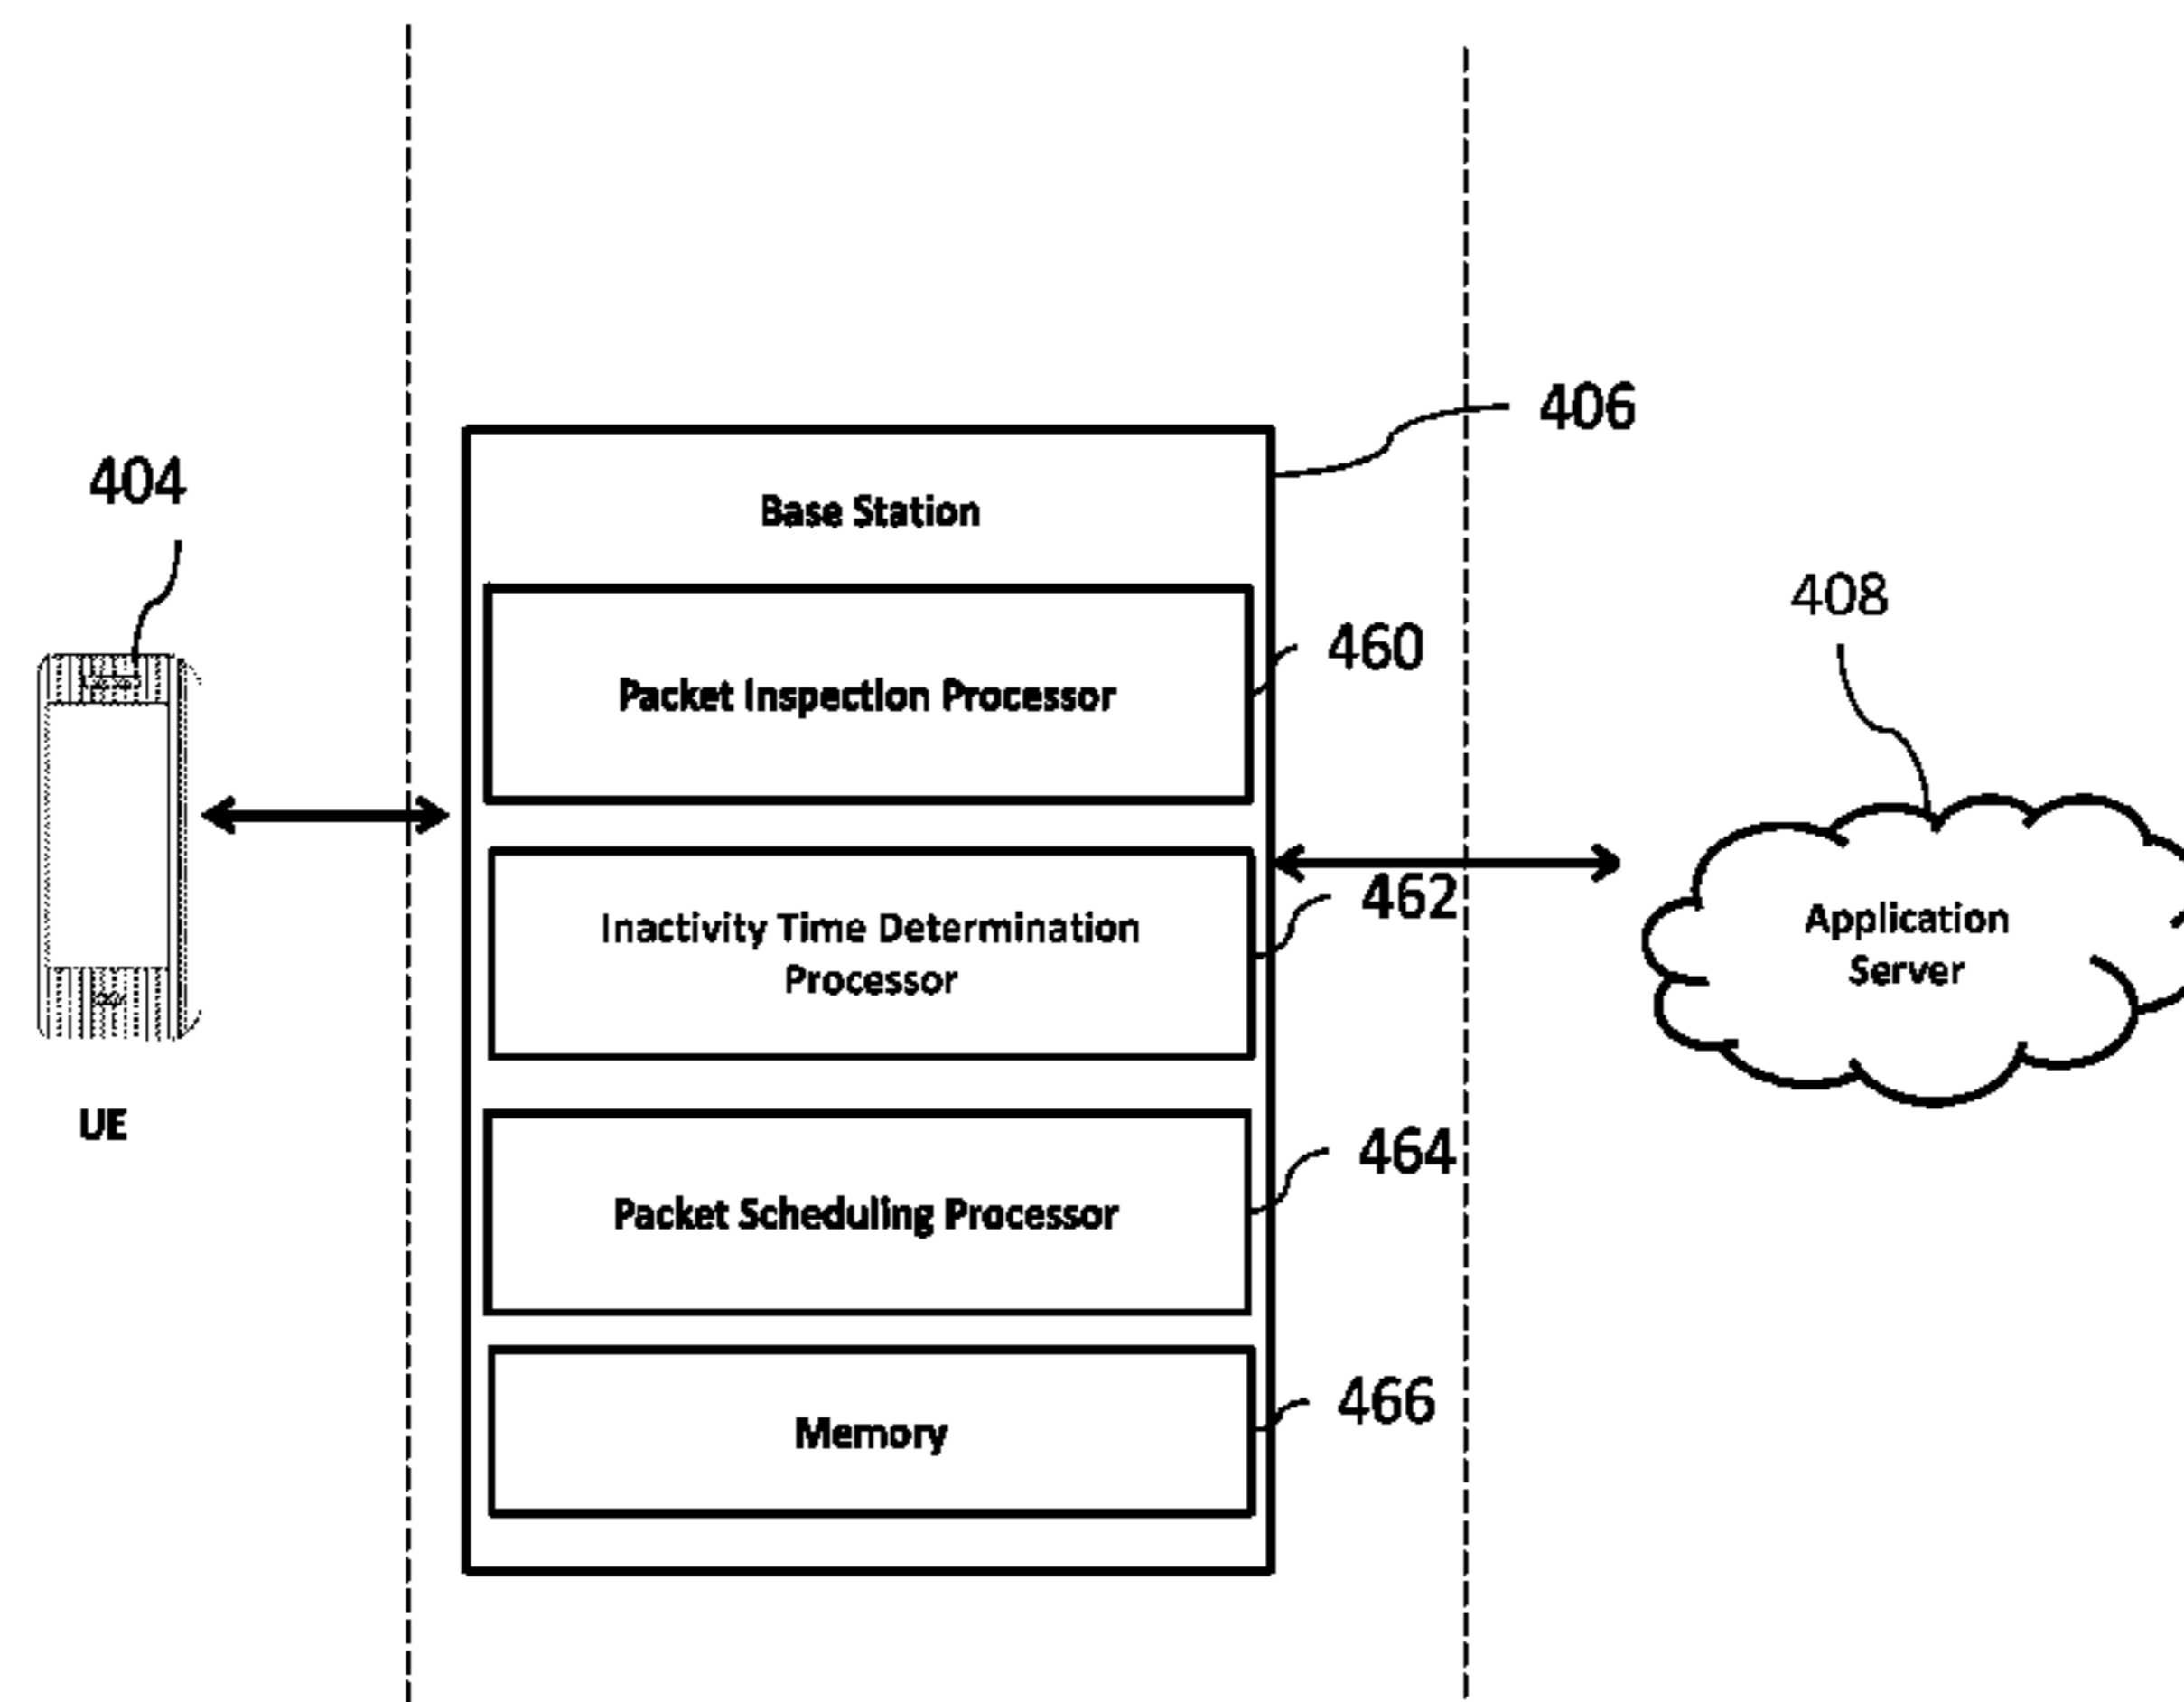 406
404
Base Station
408
460
Packet Inspection Processor
462
Inactivity Time Determination
Processor
Application
Server
UE
464
Packet Scheduling Processor
466
Memory